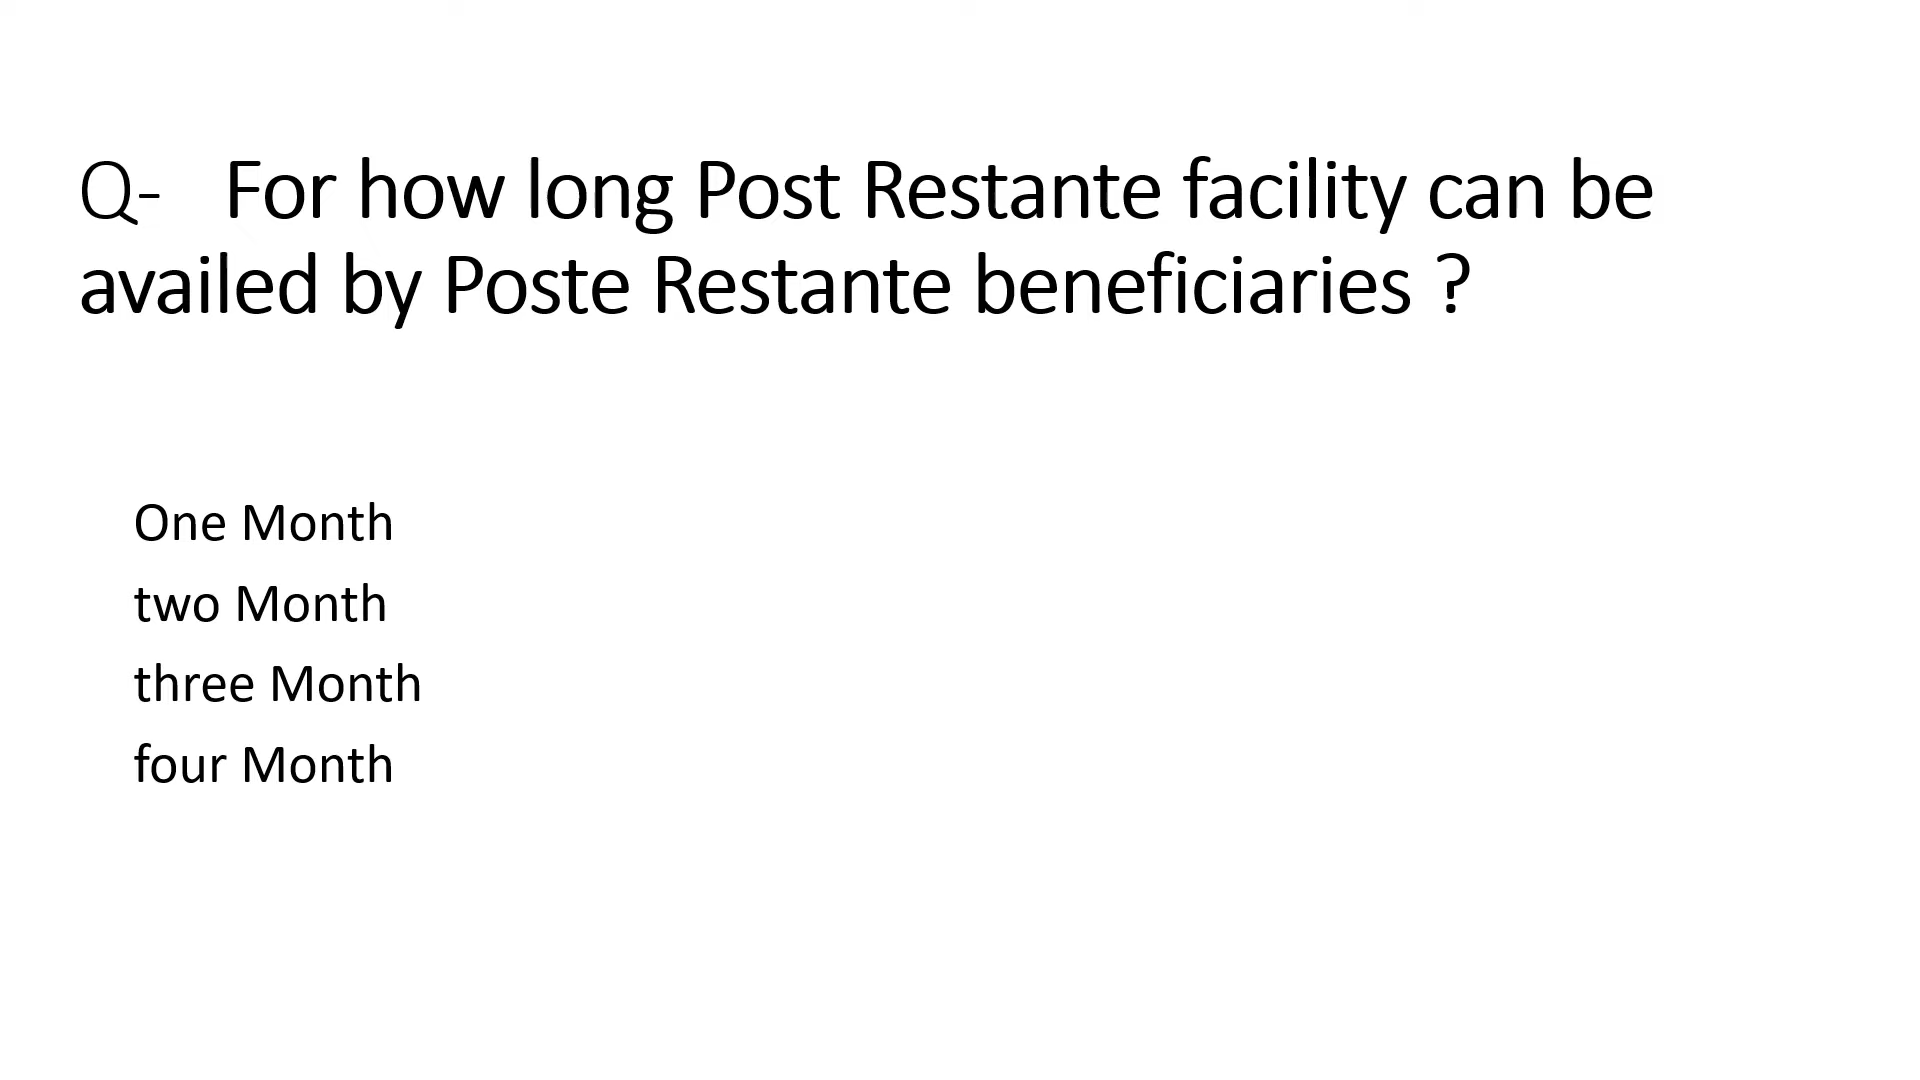 Q- For how long Post Restante facility can be
availed by Poste Restante beneficiaries ?
One Month
two Month
three Month
four Month